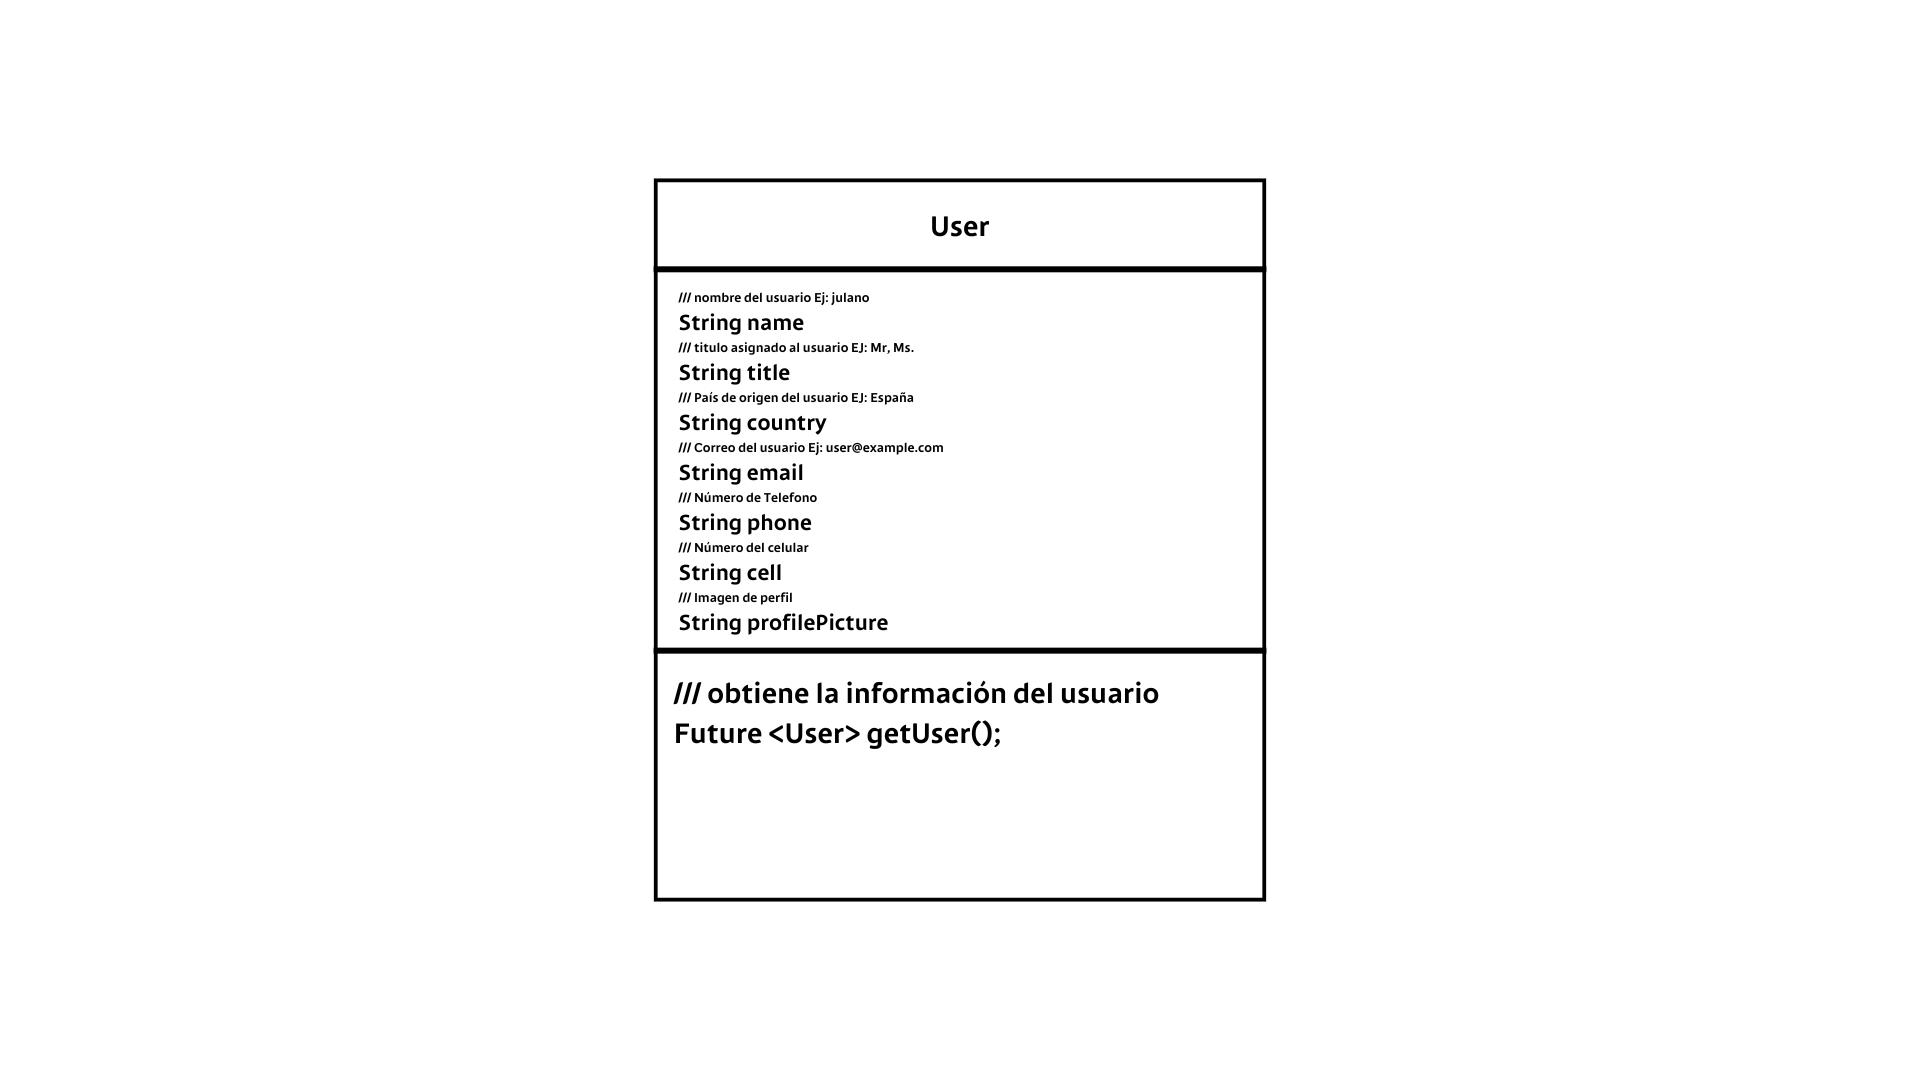 User
/// nombre del usuario Ej: julano
String name
/// titulo asignado al usuario EJ: Mr, Ms.
String title
/// País de origen del usuario EJ: España
String country
/// Correo del usuario Ej: user@example.com
String email
/// Número de Telefono
String phone
/// Número del celular
String cell
/// Imagen de perfil
String profilePicture
/// obtiene la información del usuario
Future <User> getUser();